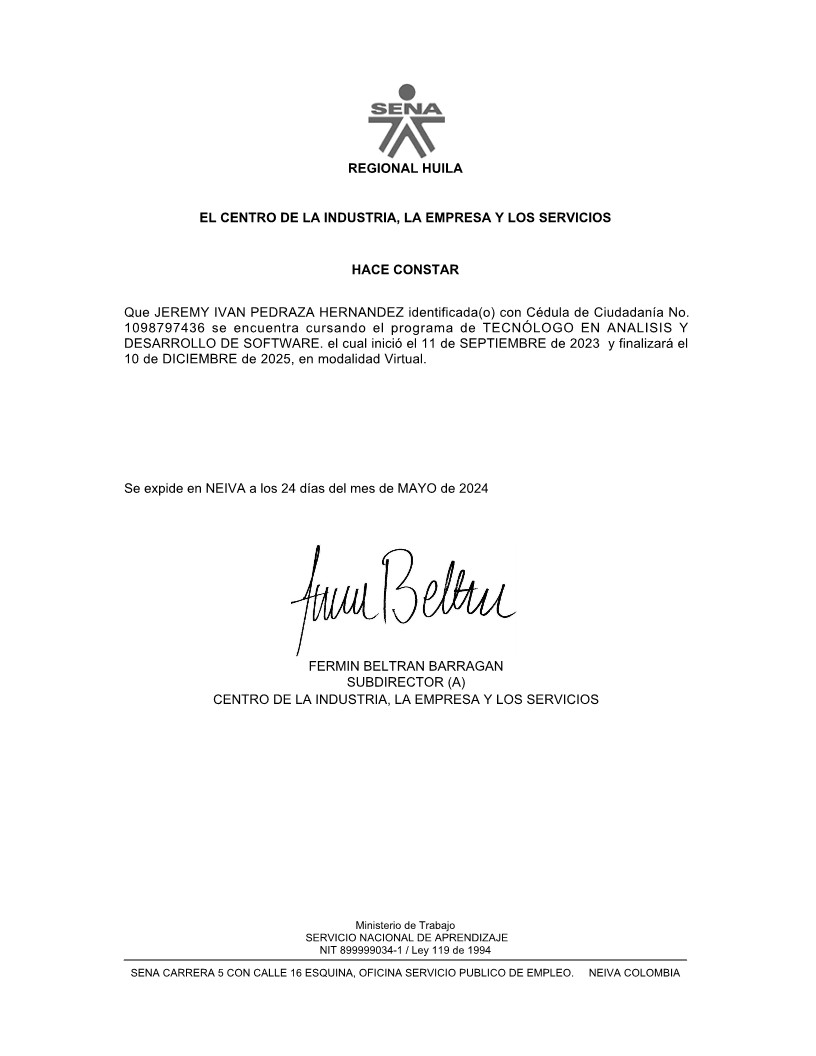 SENA
REGIONAL HUILA
EL CENTRO DE LA INDUSTRIA, LA EMPRESA Y LOS SERVICIOS
HACE CONSTAR
Que JEREMY IVAN PEDRAZA HERNANDEZ identificada(o) con Cédula de Ciudadanía No.
1098797436 se encuentra cursando el programa de TECNÓLOGO EN ANALISIS Y
DESARROLLO DE SOFTWARE. el cual inició el 11 de SEPTIEMBRE de 2023 y finalizará el
10 de DICIEMBRE de 2025, en modalidad Virtual.
Se expide en NEIVA a los 24 días del mes de MAYO de 2024
Fermin Beltran
FERMIN BELTRAN BARRAGAN
SUBDIRECTOR (A)
CENTRO DE LA INDUSTRIA, LA EMPRESA Y LOS SERVICIOS
Ministerio de Trabajo
SERVICIO NACIONAL DE APRENDIZAJE
NIT 899999034-1 / Ley 119 de 1994
SENA CARRERA 5 CON CALLE 16 ESQUINA, OFICINA SERVICIO PUBLICO DE EMPLEO. NEIVA COLOMBIA